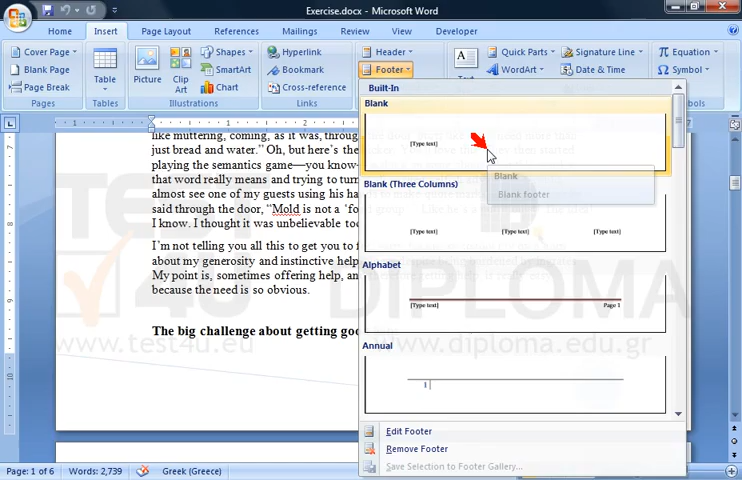 Exercise.docx - Microsoft Word
Home Insert Page Layout References Mailings Review View Developer
Cover Page
Blank Page
Page Break
Pages
Table
Tables
Picture
Clip Art
Shapes
SmartArt
Chart
Illustrations
Hyperlink
Bookmark
Cross-reference
Links
Header
Footer
Quick Parts
WordArt
Signature Line
Date & Time
Equation
Symbol
Symbols
Built-In
Blank
[Type text]
Blank
Blank footer
Blank (Three Columns)
[Type text] [Type text] [Type text]
Alphabet
[Type text] Page 1
Annual
1
Edit Footer
Remove Footer
Save Selection to Footer Gallery...
like muttering, coming, as it was, through
just bread and water.” Oh, but here’s the
playing the semantics game—you know
that word really means and trying to turn
almost see one of my guests using his
said through the door, “Mold is not a ‘fo
I know. I thought it was unbelievable too
I’m not telling you all this to get you to f
about my generosity and instinctive help
My point is, sometimes offering help, an
because the need is so obvious.
The big challenge about getting goo
TEST 4U DIPLOMA
www.test4u.eu www.diploma.edu.gr
Page: 1 of 6 Words: 2,739 Greek (Greece)